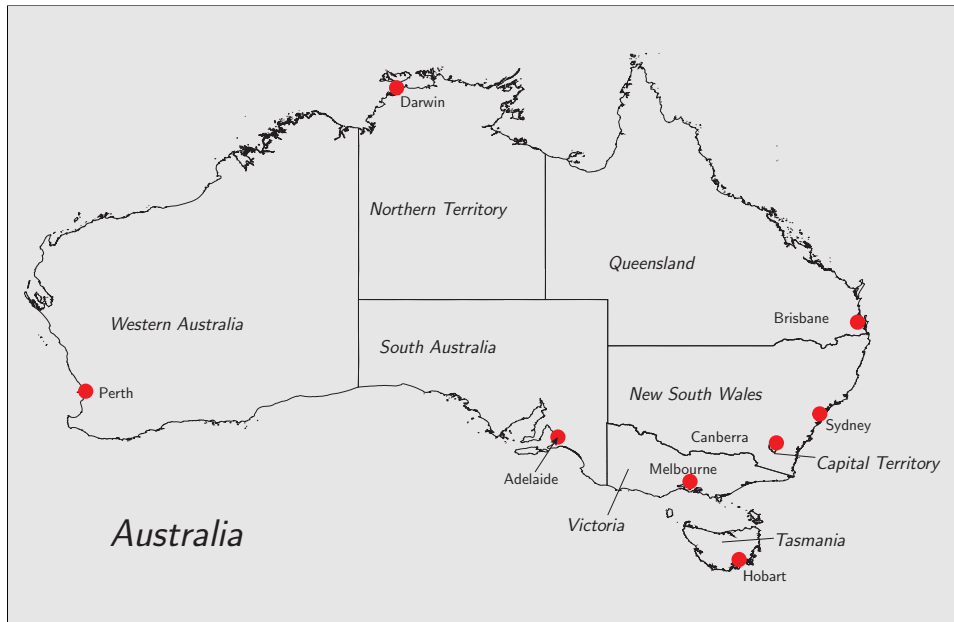 Darwin
Northern Territory
Queensland
Western Australia
Brisbane
South Australia
Perth
New South Wales
Sydney
Canberra
Capital Territory
Melbourne
Adelaide
Victoria
Australia
Tasmania
Hobart